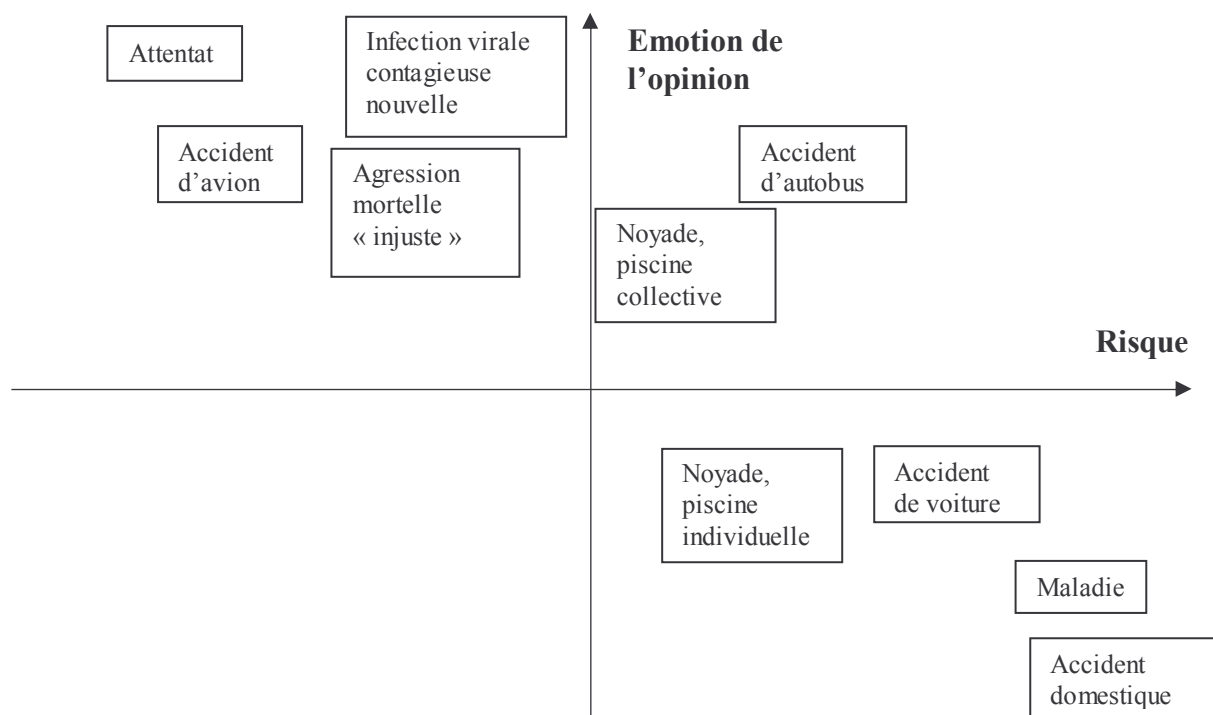 Attentat
Infection virale
contagieuse
nouvelle
Emotion de
l’opinion
Accident
d’avion
Agression
mortelle
« injuste »
Accident
d’autobus
Noyade,
piscine
collective
Risque
Noyade,
piscine
individuelle
Accident
de voiture
Maladie
Accident
domestique